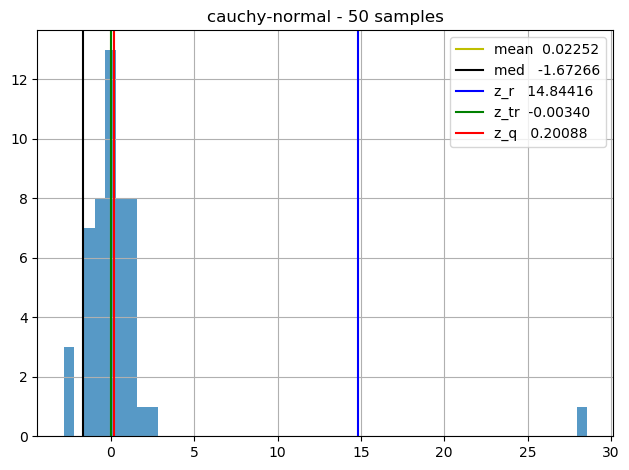 cauchy-normal - 50 samples
mean 0.02252
med -1.67266
z_r 14.84416
z_tr -0.00340
z_q 0.20088
12
10
8
6
4
2
0
0 5 10 15 20 25 30